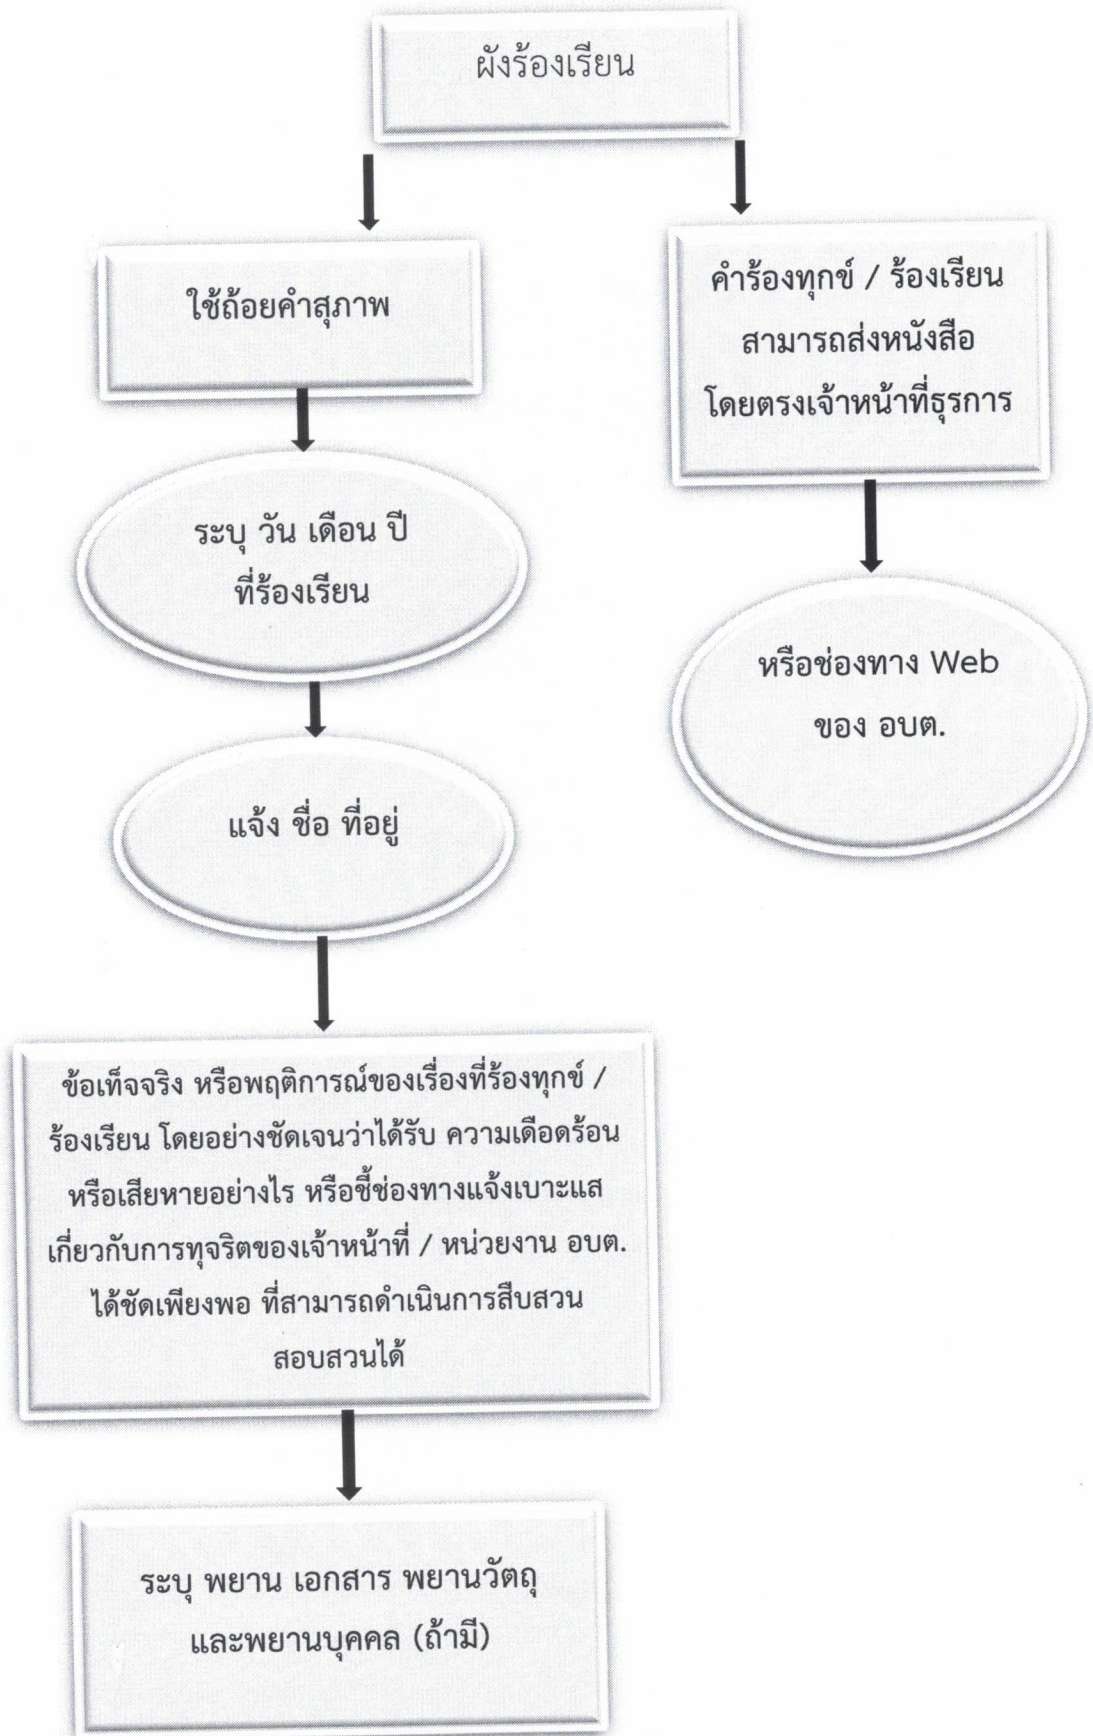 ผังร้องเรียน
ใช้ถ้อยคำสุภาพ
ระบุ วัน เดือน ปี
ที่ร้องเรียน
แจ้ง ชื่อ ที่อยู่
ข้อเท็จจริง หรือพฤติการณ์ของเรื่องที่ร้องทุกข์ /
ร้องเรียน โดยอย่างชัดเจนว่าได้รับ ความเดือดร้อน
หรือเสียหายอย่างไร หรือชี้ช่องทางแจ้งเบาะแส
เกี่ยวกับการทุจริตของเจ้าหน้าที่ / หน่วยงาน อบต.
ได้ชัดเพียงพอ ที่สามารถดำเนินการสืบสวน
สอบสวนได้
ระบุ พยาน เอกสาร พยานวัตถุ
และพยานบุคคล (ถ้ามี)
คำร้องทุกข์ / ร้องเรียน
สามารถส่งหนังสือ
โดยตรงเจ้าหน้าที่ธุรการ
หรือช่องทาง Web
ของ อบต.